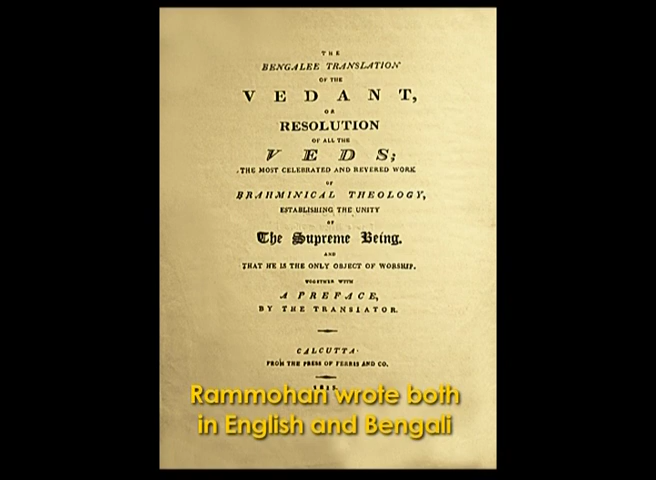 THE
BENGALEE TRANSLATION
OF THE
VEDANT,
OR
RESOLUTION
OF ALL THE
VEDS;
THE MOST CELEBRATED AND REVERED WORK
OF
BRAHMINICAL THEOLOGY,
ESTABLISHING THE UNITY
OF
The Supreme Being.
AND
THAT HE IS THE ONLY OBJECT OF WORSHIP.
TOGETHER WITH
A PREFACE,
BY THE TRANSLATOR.
CALCUTTA
FROM THE PRESS OF FERRIS AND CO.
Rammohan wrote both
in English and Bengali